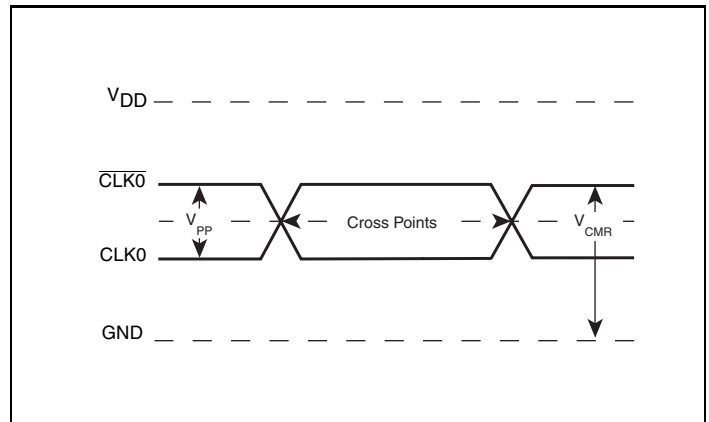 VDD
CLK0
VPP
Cross Points
VCMR
CLK0
GND